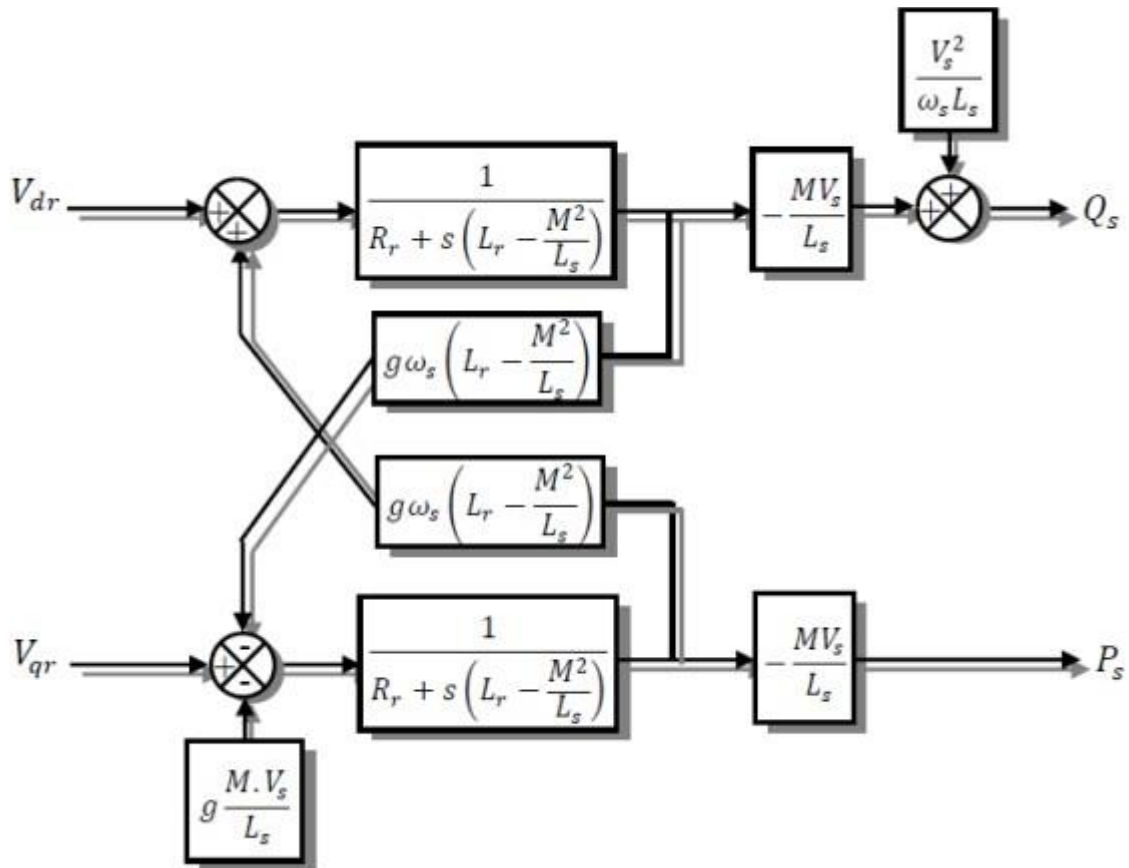 V_s^2 / ω_s L_s
V_dr
+
+
1 / (R_r + s(L_r − M^2/L_s))
− MV_s / L_s
+
+
Q_s
gω_s(L_r − M^2/L_s)
gω_s(L_r − M^2/L_s)
V_qr
+
-
-
1 / (R_r + s(L_r − M^2/L_s))
− MV_s / L_s
P_s
g M.V_s / L_s